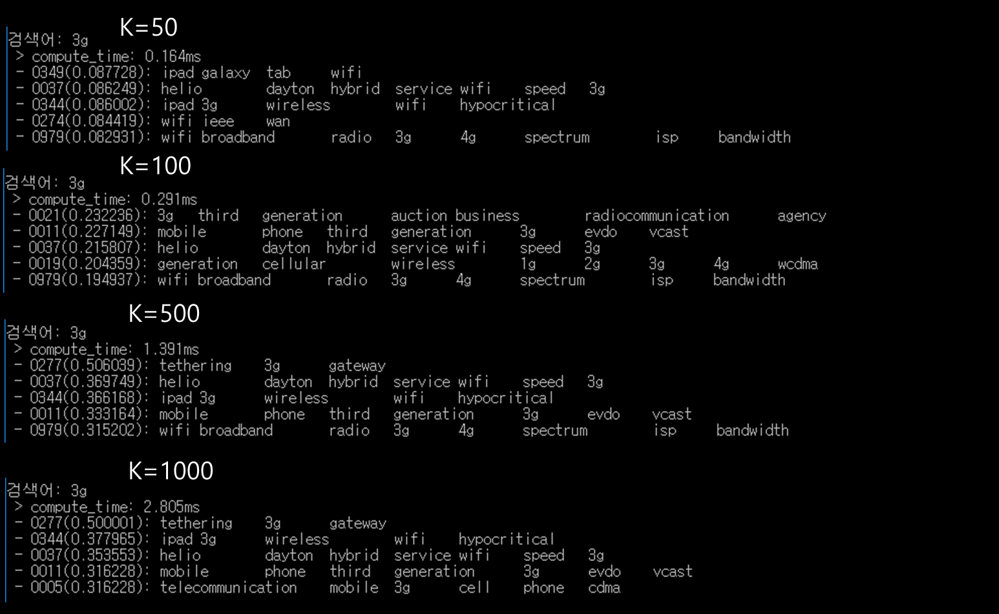 K=50
검색어: 3g
> compute_time: 0.164ms
- 0349(0.087728): ipad galaxy tab wifi
- 0037(0.086249): helio dayton hybrid service wifi speed 3g
- 0344(0.086002): ipad 3g wireless wifi hypocritical
- 0274(0.084419): wifi ieee wan
- 0979(0.082931): wifi broadband radio 3g 4g spectrum isp bandwidth
K=100
검색어: 3g
> compute_time: 0.291ms
- 0021(0.232236): 3g third generation auction business radiocommunication agency
- 0011(0.227149): mobile phone third generation 3g evdo vcast
- 0037(0.215807): helio dayton hybrid service wifi speed 3g
- 0019(0.204359): generation cellular wireless 1g 2g 3g 4g wcdma
- 0979(0.194937): wifi broadband radio 3g 4g spectrum isp bandwidth
K=500
검색어: 3g
> compute_time: 1.391ms
- 0277(0.506039): tethering 3g gateway
- 0037(0.369749): helio dayton hybrid service wifi speed 3g
- 0344(0.366168): ipad 3g wireless wifi hypocritical
- 0011(0.333164): mobile phone third generation 3g evdo vcast
- 0979(0.315202): wifi broadband radio 3g 4g spectrum isp bandwidth
K=1000
검색어: 3g
> compute_time: 2.805ms
- 0277(0.500001): tethering 3g gateway
- 0344(0.377965): ipad 3g wireless wifi hypocritical
- 0037(0.353553): helio dayton hybrid service wifi speed 3g
- 0011(0.316228): mobile phone third generation 3g evdo vcast
- 0005(0.316228): telecommunication mobile 3g cell phone cdma